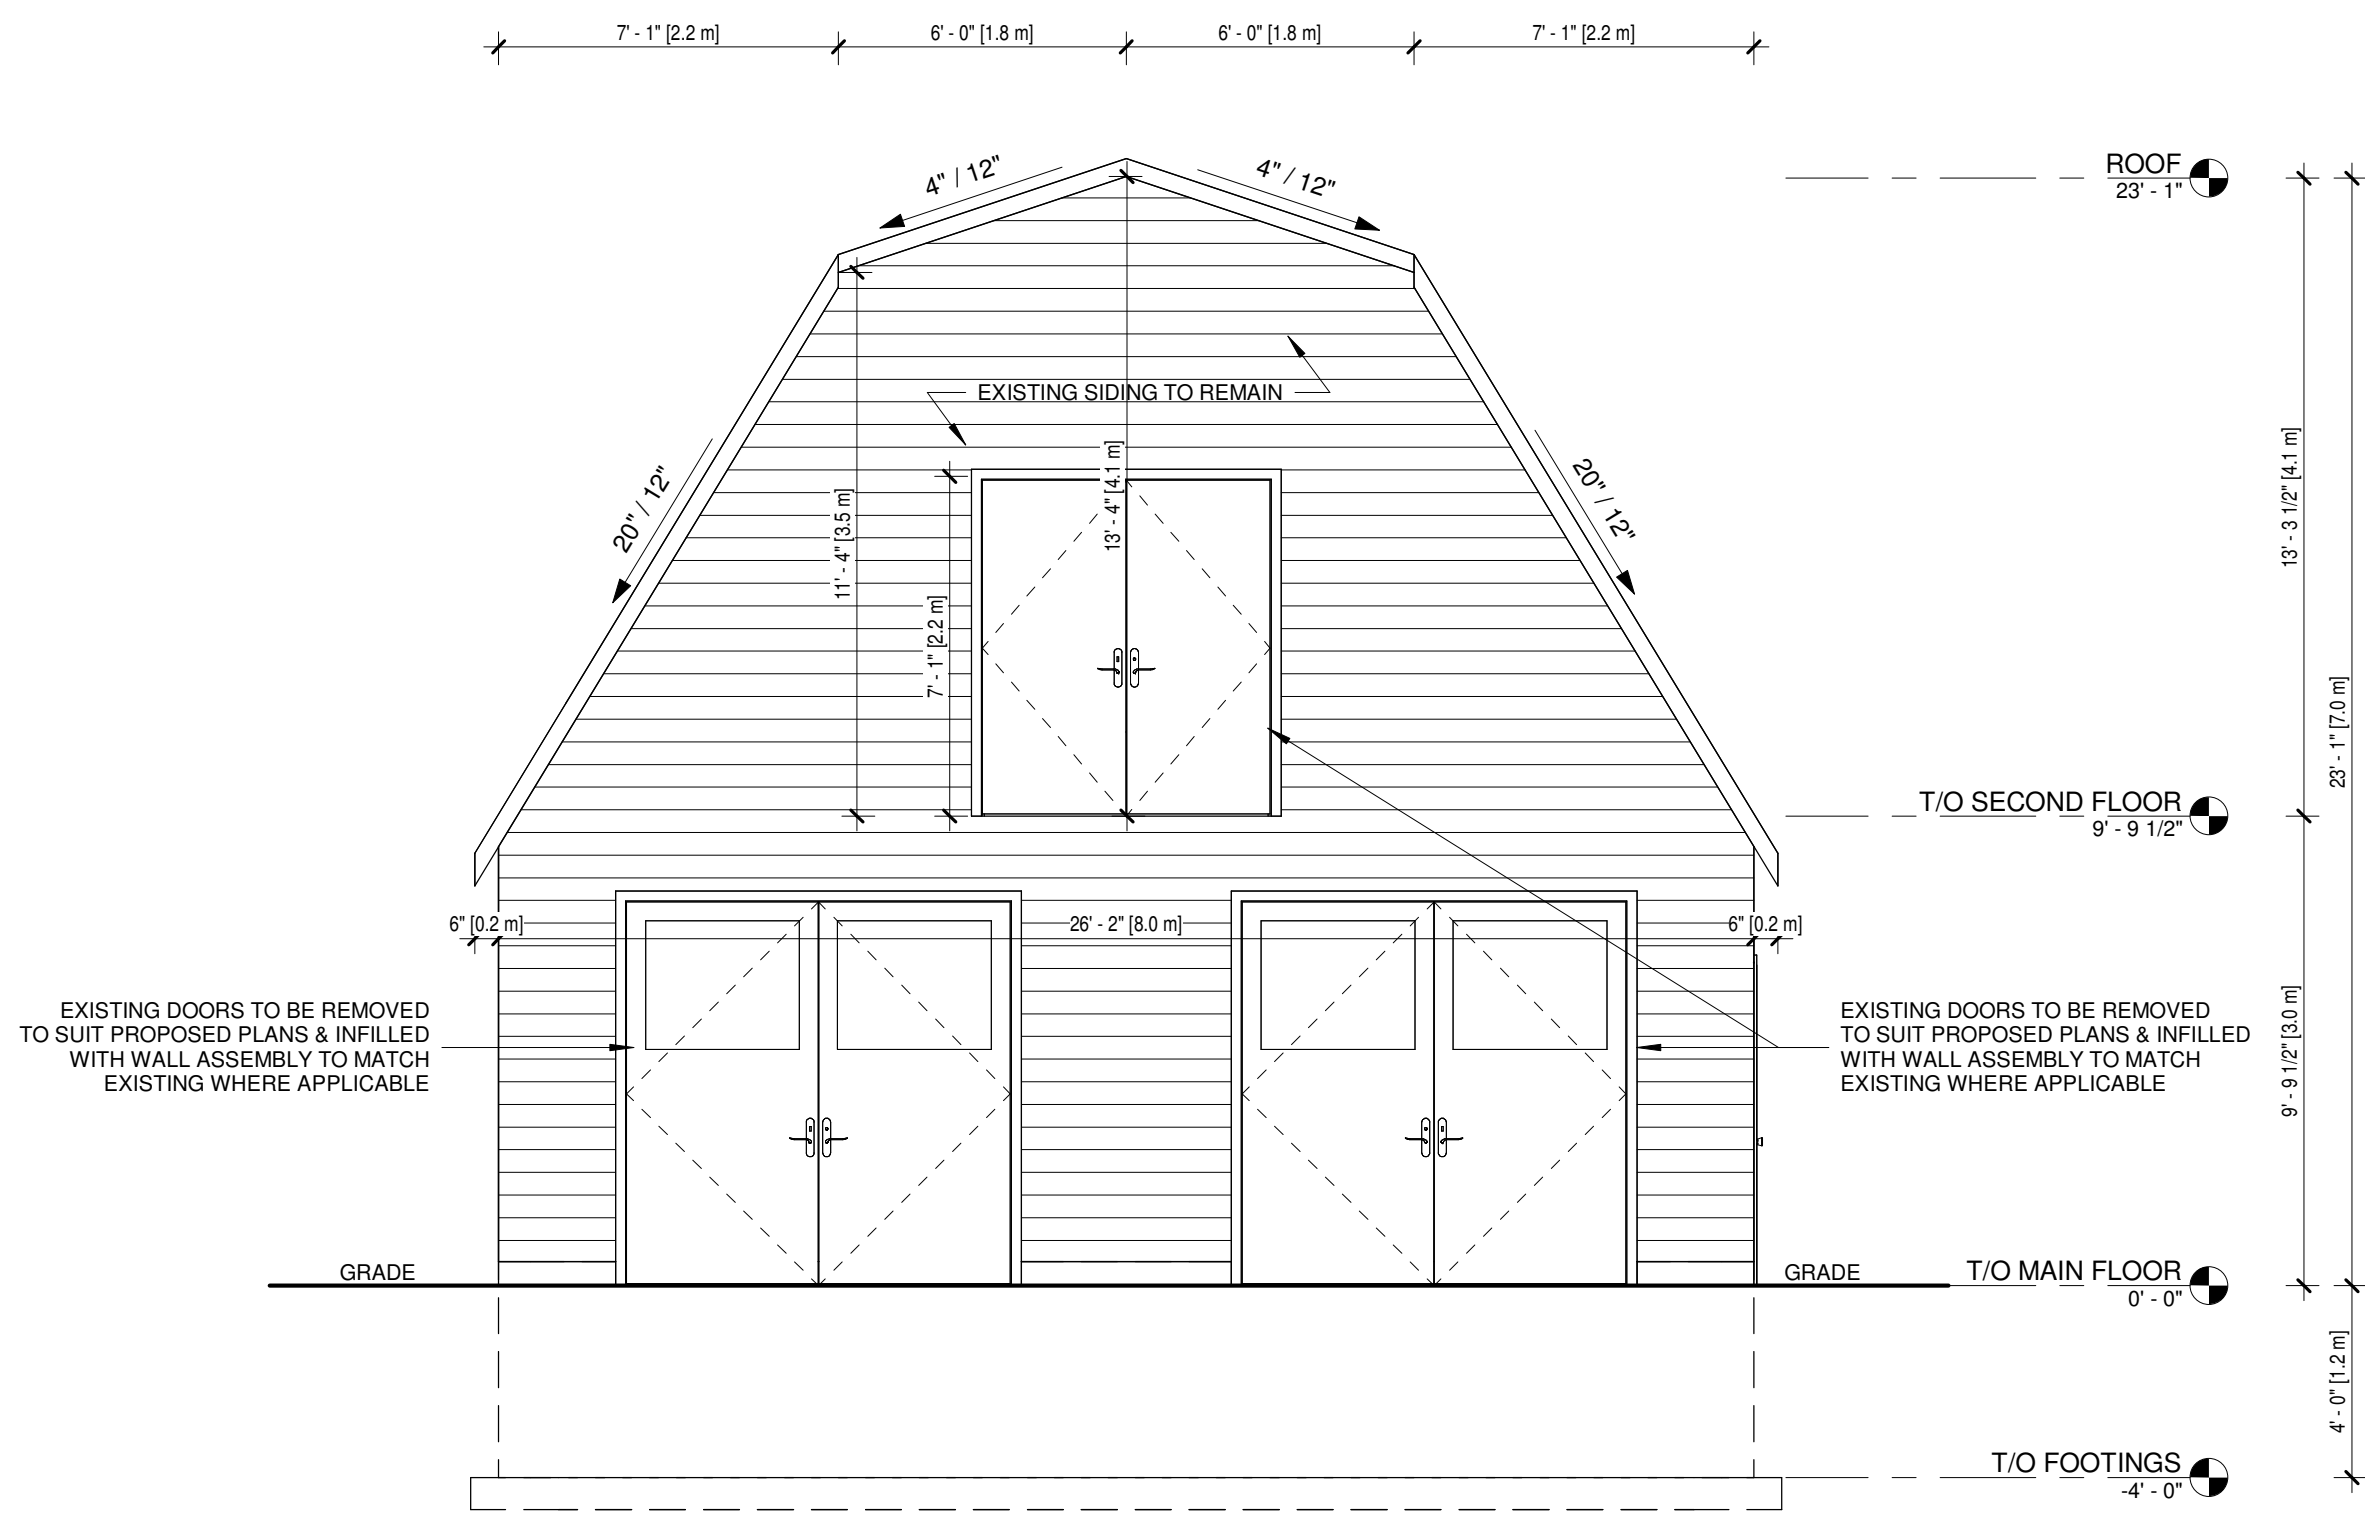 7' - 1" [2.2 m]
6' - 0" [1.8 m]
6' - 0" [1.8 m]
7' - 1" [2.2 m]
4" / 12"
4" / 12"
ROOF
23' - 1"
EXISTING SIDING TO REMAIN
20" / 12"
20" / 12"
13' - 4" [4.1 m]
11' - 4" [3.5 m]
7' - 1" [2.2 m]
13' - 3 1/2" [4.1 m]
23' - 1" [7.0 m]
T/O SECOND FLOOR
9' - 9 1/2"
6" [0.2 m]
26' - 2" [8.0 m]
6" [0.2 m]
EXISTING DOORS TO BE REMOVED
TO SUIT PROPOSED PLANS & INFILLED
WITH WALL ASSEMBLY TO MATCH
EXISTING WHERE APPLICABLE
EXISTING DOORS TO BE REMOVED
TO SUIT PROPOSED PLANS & INFILLED
WITH WALL ASSEMBLY TO MATCH
EXISTING WHERE APPLICABLE
9' - 9 1/2" [3.0 m]
GRADE
GRADE
T/O MAIN FLOOR
0' - 0"
4' - 0" [1.2 m]
T/O FOOTINGS
-4' - 0"